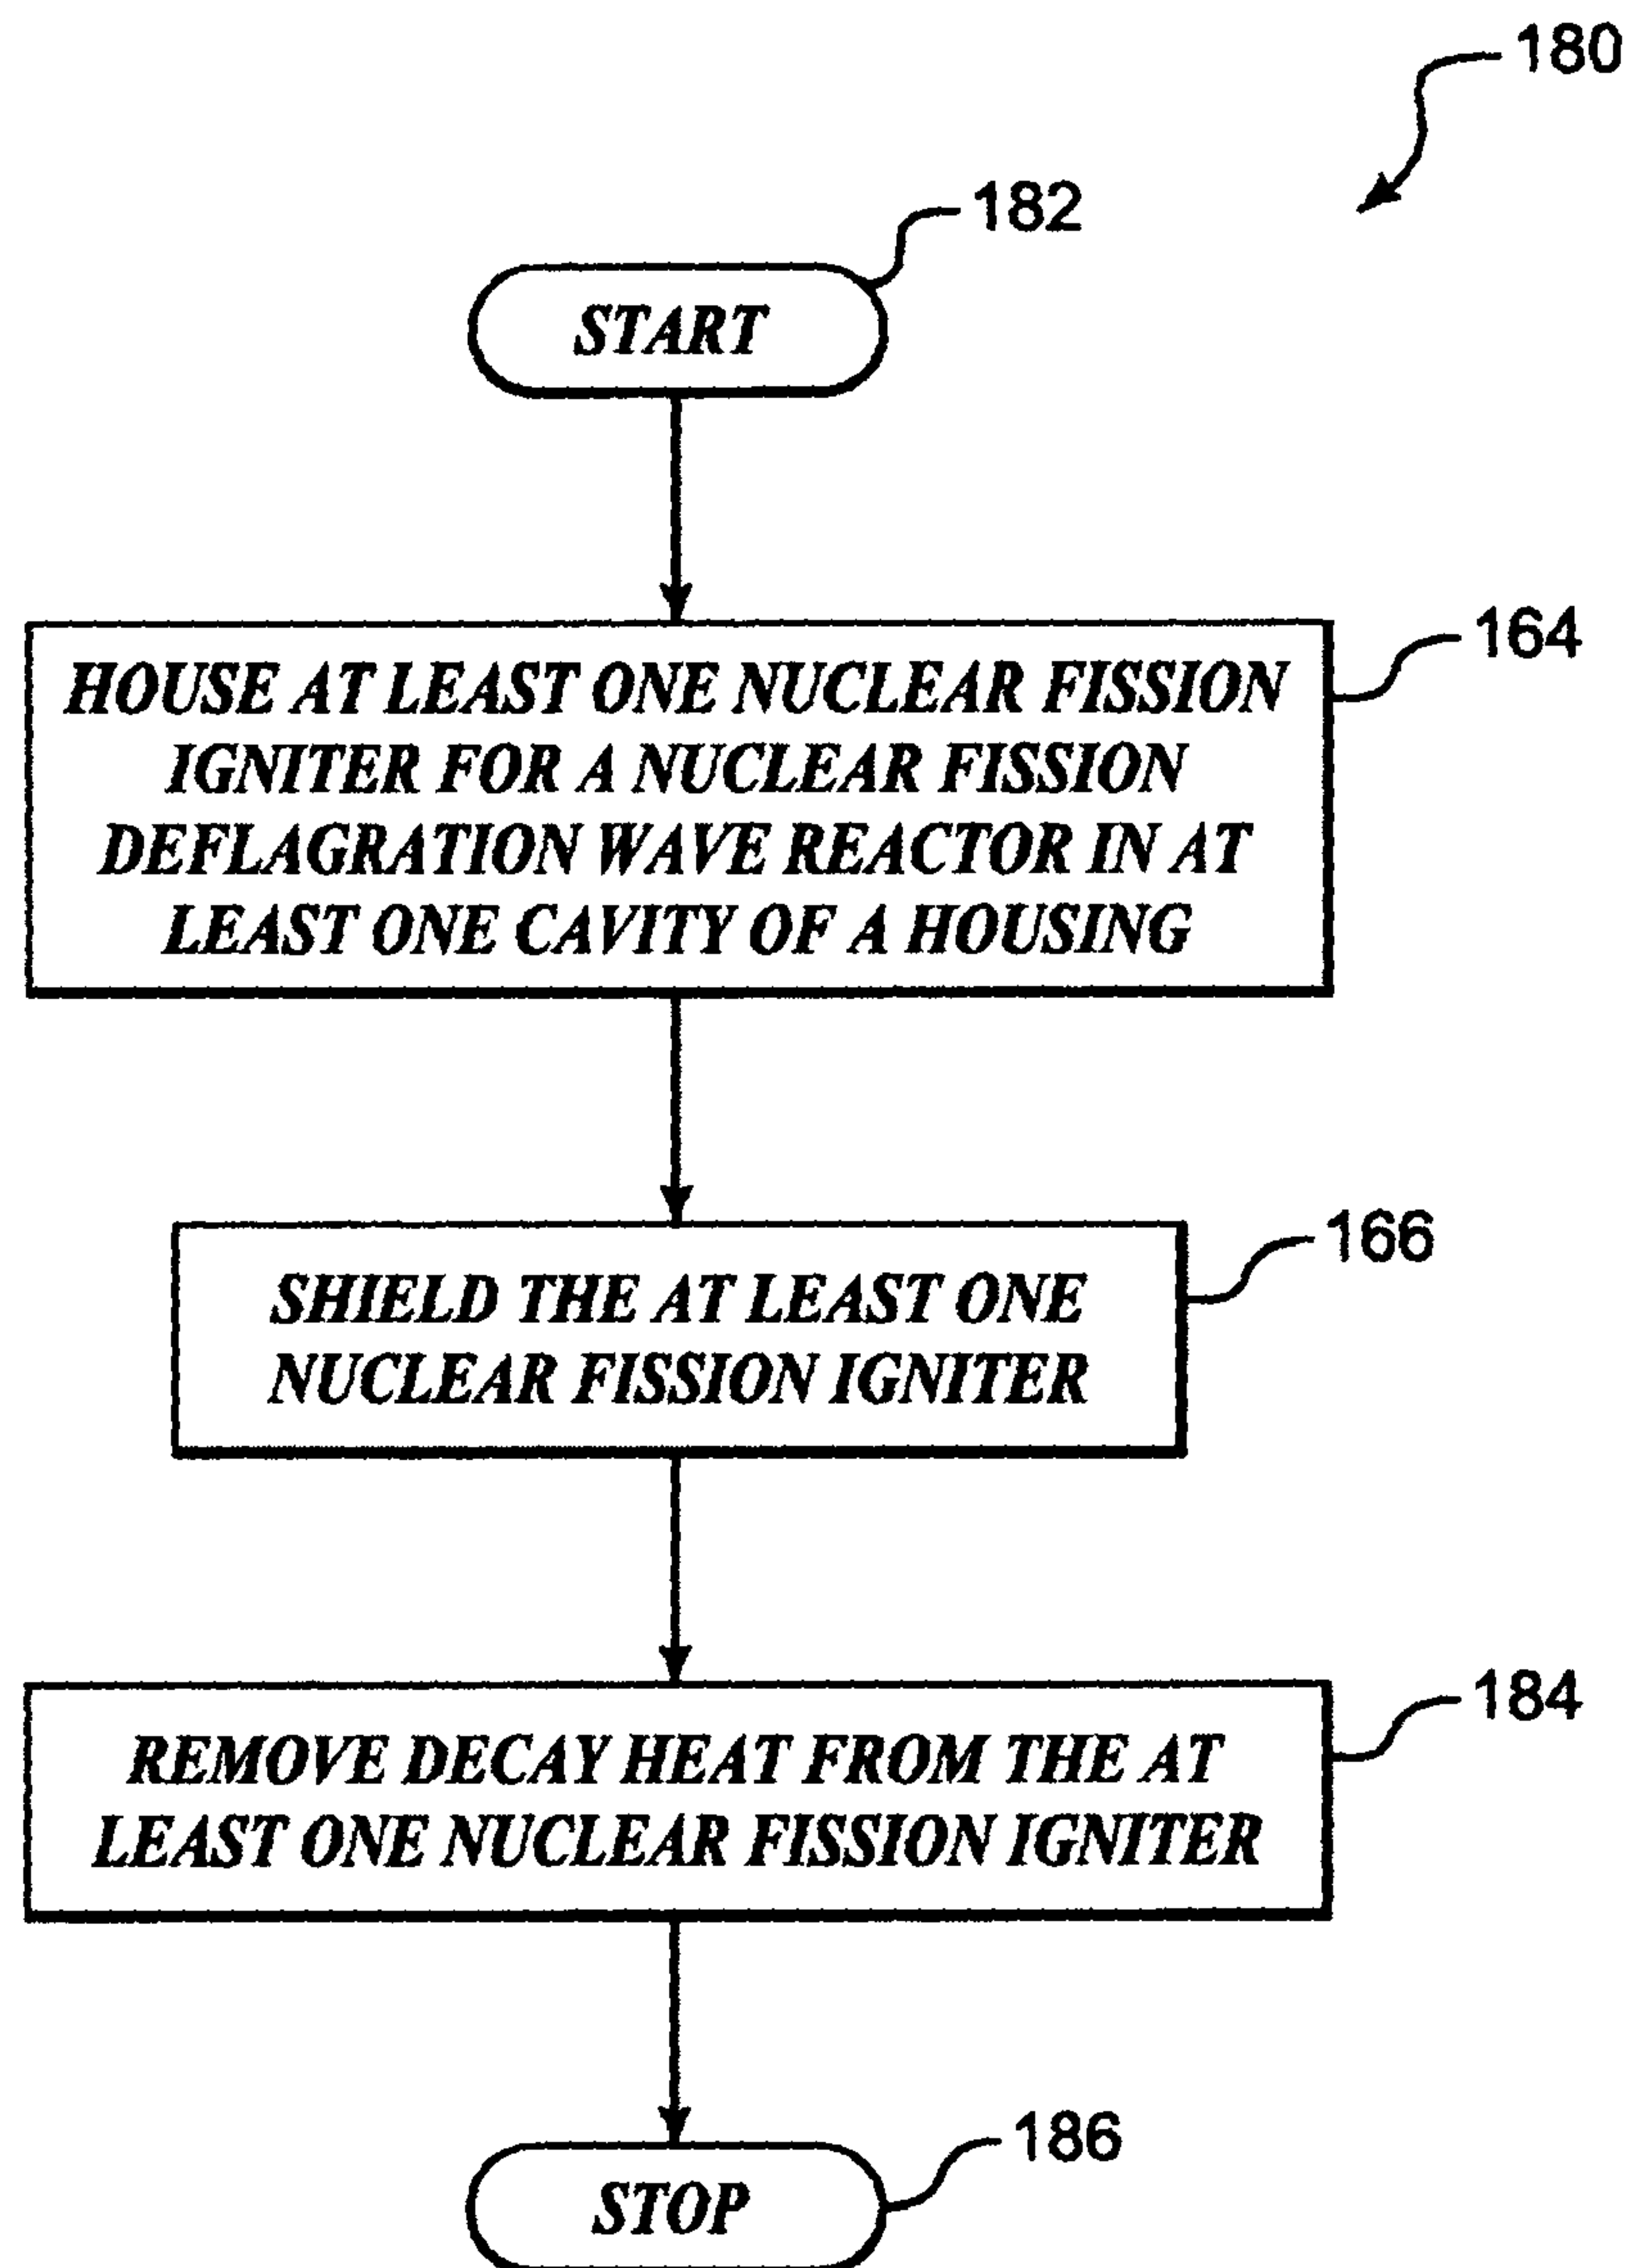 180
182
START
164
HOUSE AT LEAST ONE NUCLEAR FISSION
IGNITER FOR A NUCLEAR FISSION
DEFLAGRATION WAVE REACTOR IN AT
LEAST ONE CAVITY OF A HOUSING
166
SHIELD THE AT LEAST ONE
NUCLEAR FISSION IGNITER
184
REMOVE DECAY HEAT FROM THE AT
LEAST ONE NUCLEAR FISSION IGNITER
186
STOP